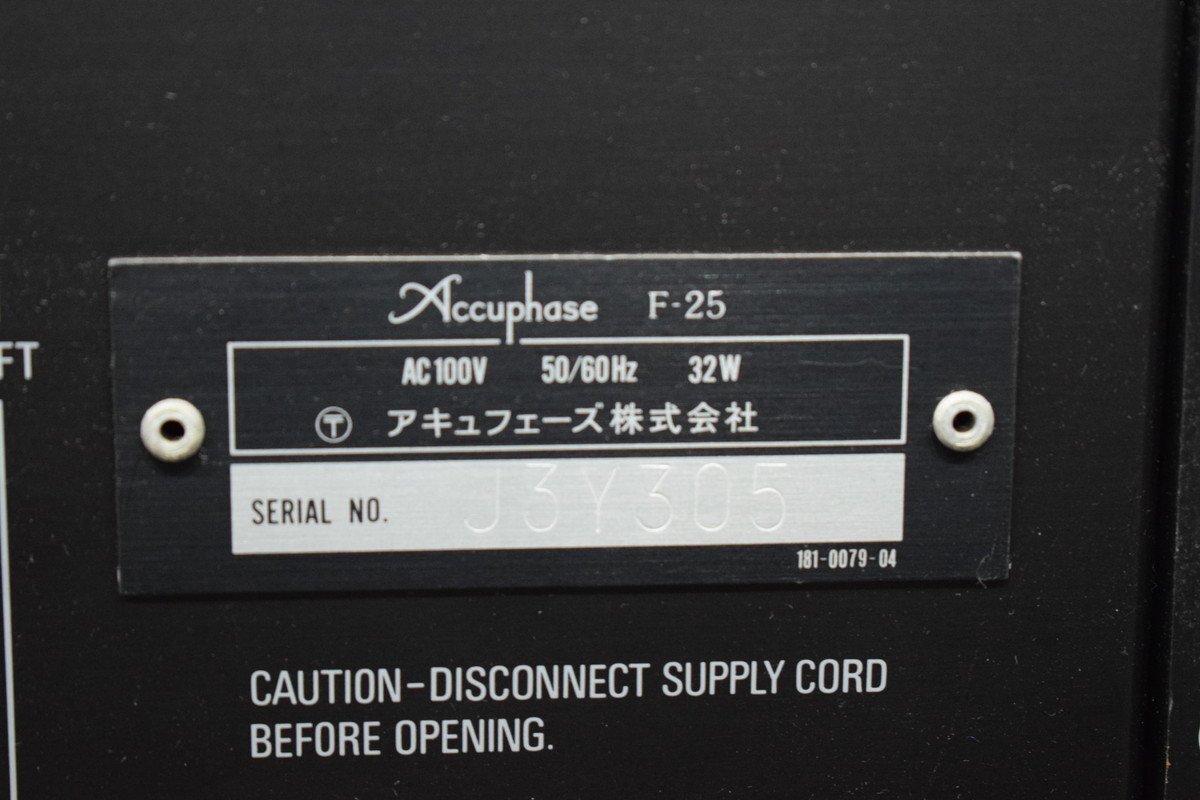 FT
Accuphase F-25
AC100V 50/60Hz 32W
Ⓣ アキュフェーズ株式会社
SERIAL NO. J3Y305
181-0079-04
CAUTION-DISCONNECT SUPPLY CORD
BEFORE OPENING.